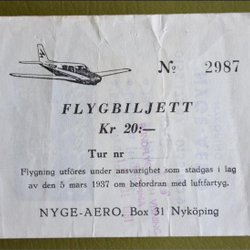 № 2987
FLYGBILJETT
Kr 20:—
Tur nr
Flygning utföres under ansvarighet som stadgas i lag
av den 5 mars 1937 om befordran med luftfartyg.
NYGE-AERO, Box 31 Nyköping